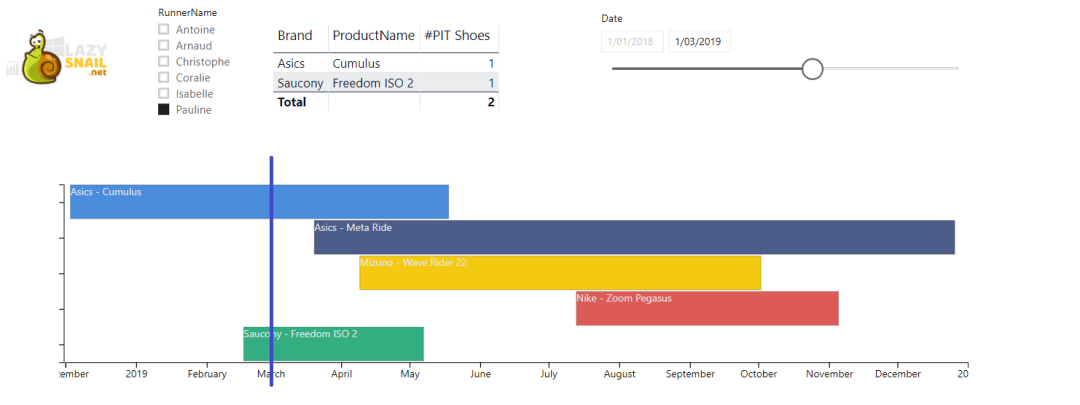 LAZY
SNAIL
.net
RunnerName
Antoine
Arnaud
Christophe
Coralie
Isabelle
Pauline
Brand ProductName #PIT Shoes
Asics Cumulus 1
Saucony Freedom ISO 2 1
Total 2
Date
1/01/2018 1/03/2019
Asics - Cumulus
Asics - Meta Ride
Mizuno - Wave Rider 22
Nike - Zoom Pegasus
Saucony - Freedom ISO 2
ember 2019 February March April May June July August September October November December 20